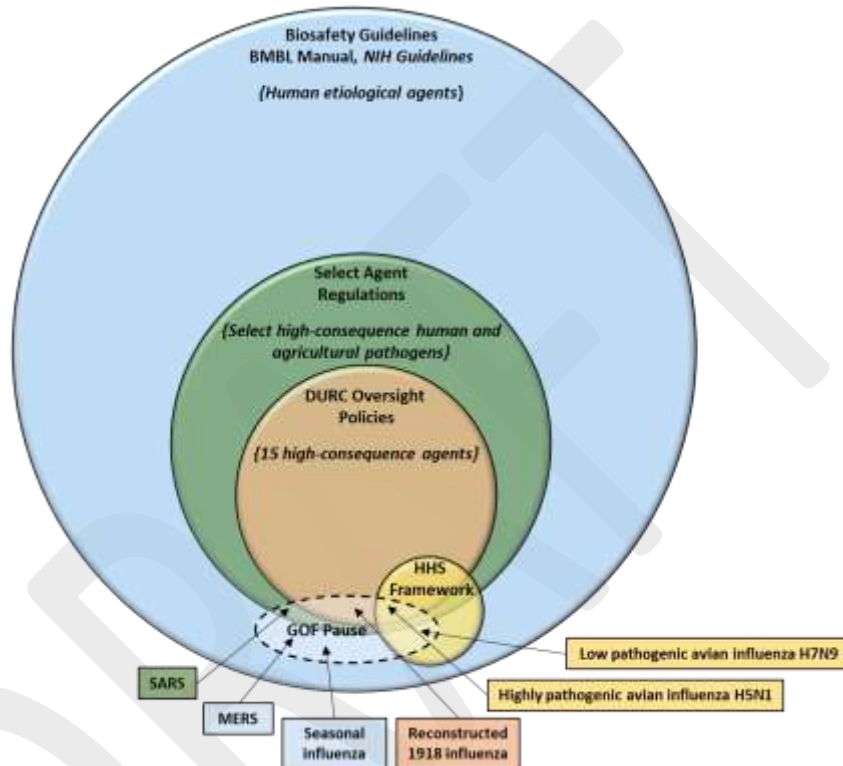 Biosafety Guidelines
BMBL Manual, NIH Guidelines
{Human etiological agents}
Select Agent
Regulations
{Select high-consequence human and
agricultural pathogens}
DURC Oversight
Policies
{15 high-consequence agents}
HHS
Framework
GOF Pause
Low pathogenic avian influenza H7N9
SARS
Highly pathogenic avian influenza H5N1
MERS
Seasonal
influenza
Reconstructed
1918 influenza
DRAFT